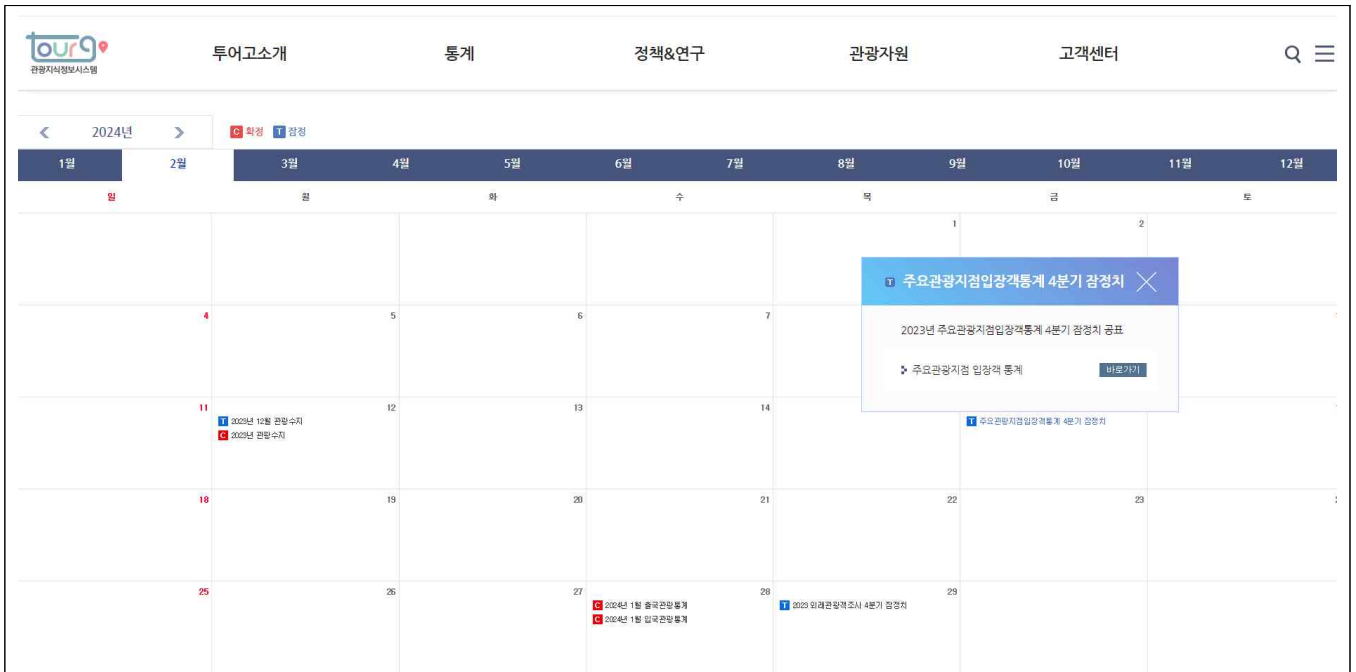 tourgo
관광지식정보시스템
투어고소개 통계 정책&연구 관광자원 고객센터
2024년 C 확정 T 잠정
1월 2월 3월 4월 5월 6월 7월 8월 9월 10월 11월 12월
일 월 화 수 목 금 토
1 2
T 주요관광지점입장객통계 4분기 잠정치
2023년 주요관광지점입장객통계 4분기 잠정치 공표
주요관광지점 입장객 통계 바로가기
4 5 6 7
11 12 13 14
T 2023년 12월 관광수지
C 2023년 관광수지
T 주요관광지점입장객통계 4분기 잠정치
18 19 20 21 22 23
25 26 27 28 29
C 2024년 1월 출국관광통계
C 2024년 1월 입국관광통계
T 2023 외래관광객조사 4분기 잠정치